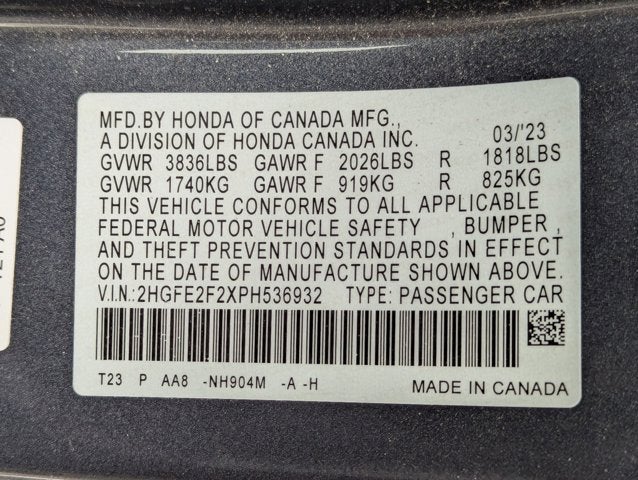 MFD.BY HONDA OF CANADA MFG.,
A DIVISION OF HONDA CANADA INC. 03/'23
GVWR 3836LBS GAWR F 2026LBS R 1818LBS
GVWR 1740KG GAWR F 919KG R 825KG
THIS VEHICLE CONFORMS TO ALL APPLICABLE
FEDERAL MOTOR VEHICLE SAFETY , BUMPER ,
AND THEFT PREVENTION STANDARDS IN EFFECT
ON THE DATE OF MANUFACTURE SHOWN ABOVE.
V.I.N.:2HGFE2F2XPH536932 TYPE: PASSENGER CAR
T23 P AA8 -NH904M -A -H MADE IN CANADA